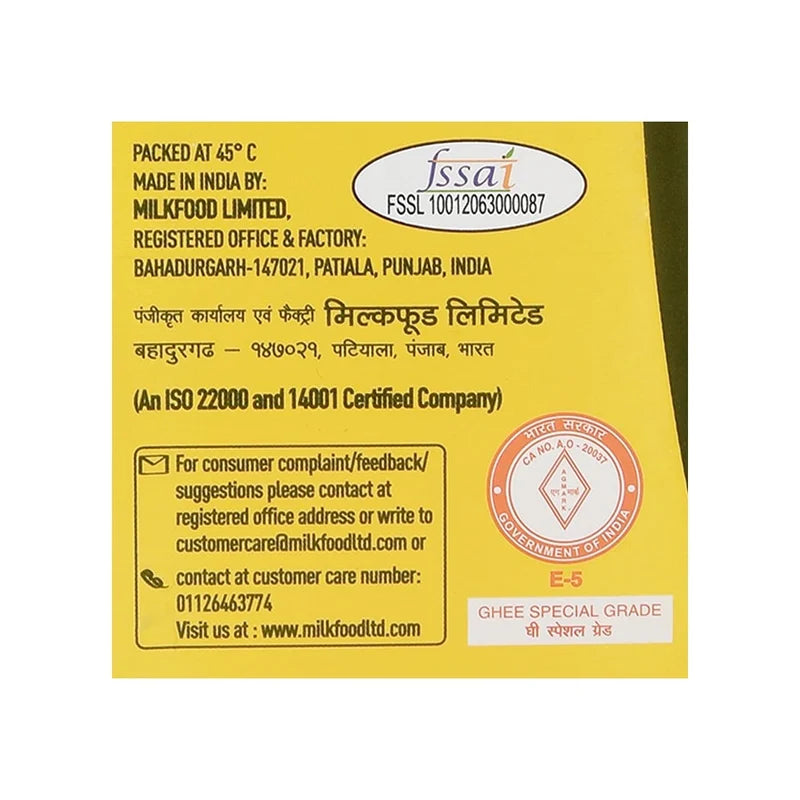 PACKED AT 45° C
MADE IN INDIA BY:
MILKFOOD LIMITED,
REGISTERED OFFICE & FACTORY:
BAHADURGARH-147021, PATIALA, PUNJAB, INDIA
fssai
FSSL 10012063000087
पंजीकृत कार्यालय एवं फैक्ट्री मिल्कफूड लिमिटेड
बहादुरगढ – १४७०२१, पटियाला, पंजाब, भारत
(An ISO 22000 and 14001 Certified Company)
For consumer complaint/feedback/
suggestions please contact at
registered office address or write to
customercare@milkfoodltd.com or
contact at customer care number:
01126463774
Visit us at : www.milkfoodltd.com
भारत सरकार
CA NO. A.O - 20037
AGMARK
एग मार्क
GOVERNMENT OF INDIA
E-5
GHEE SPECIAL GRADE
घी स्पेशल ग्रेड